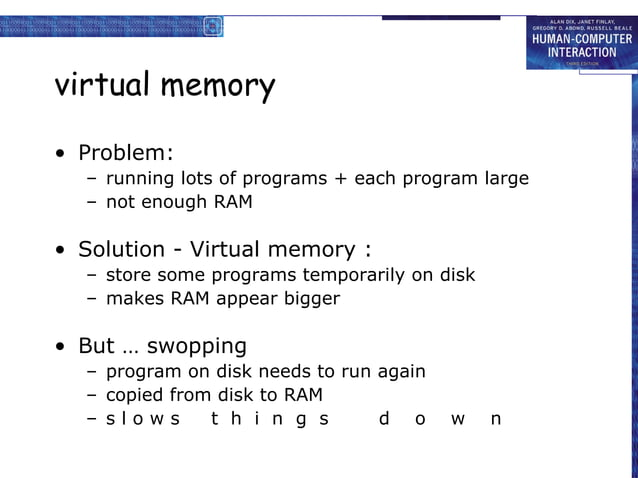 ALAN DIX, JANET FINLAY,
GREGORY D. ABOWD, RUSSELL BEALE
HUMAN-COMPUTER
INTERACTION
THIRD EDITION
virtual memory
• Problem:
– running lots of programs + each program large
– not enough RAM
• Solution - Virtual memory :
– store some programs temporarily on disk
– makes RAM appear bigger
• But … swopping
– program on disk needs to run again
– copied from disk to RAM
– s l o w s t h i n g s d o w n